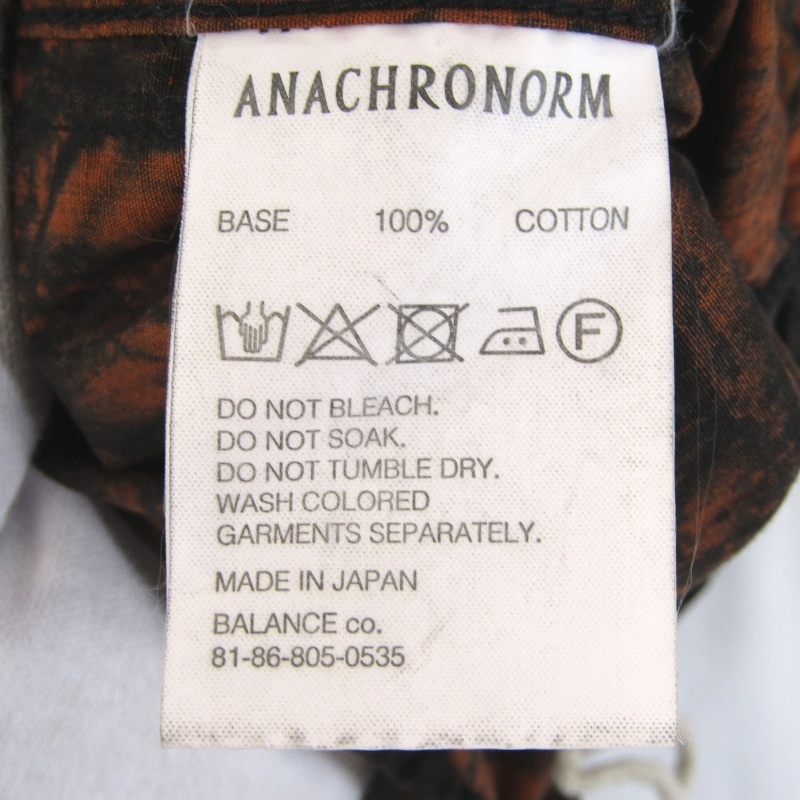 ANACHRONORM
BASE 100% COTTON
F
DO NOT BLEACH.
DO NOT SOAK.
DO NOT TUMBLE DRY.
WASH COLORED
GARMENTS SEPARATELY.
MADE IN JAPAN
BALANCE co.
81-86-805-0535